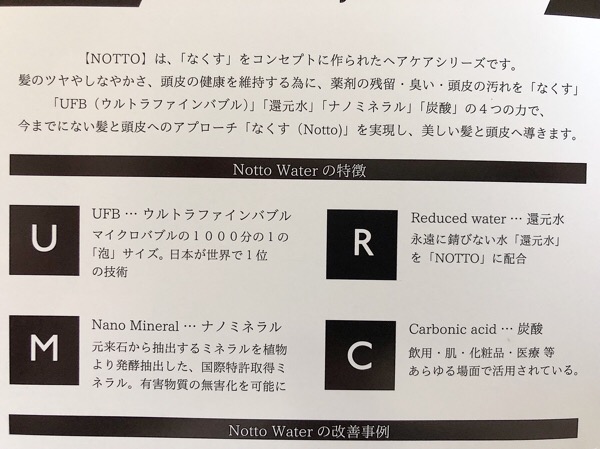 【NOTTO】は、「なくす」をコンセプトに作られたヘアケアシリーズです。
髪のツヤやしなやかさ、頭皮の健康を維持する為に、薬剤の残留・臭い・頭皮の汚れを「なくす」
「UFB（ウルトラファインバブル）」「還元水」「ナノミネラル」「炭酸」の４つの力で、
今までにない髪と頭皮へのアプローチ「なくす（Notto)」を実現し、美しい髪と頭皮へ導きます。
Notto Water の特徴
U
UFB … ウルトラファインバブル
マイクロバブルの１０００分の１の
「泡」サイズ。日本が世界で１位
の技術
R
Reduced water … 還元水
永遠に錆びない水「還元水」
を「NOTTO」に配合
M
Nano Mineral … ナノミネラル
元来石から抽出するミネラルを植物
より発酵抽出した、国際特許取得ミ
ネラル。有害物質の無害化を可能に
C
Carbonic acid … 炭酸
飲用・肌・化粧品・医療 等
あらゆる場面で活用されている。
Notto Water の改善事例